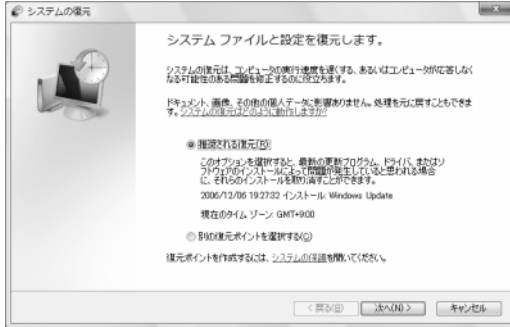 システムの復元
システム ファイルと設定を復元します。
システムの復元は、コンピュータの実行速度を遅くする、あるいはコンピュータが応答しなく
なる可能性のある問題を修正するのに役立ちます。
ドキュメント、画像、その他の個人データに影響ありません。処理を元に戻すこともできま
す。システムの復元はどのように動作しますか?
推奨される復元(R):
このオプションを選択すると、最新の更新プログラム、ドライバ、またはソ
フトウェアのインストールによって問題が発生していると思われる場合
に、それらのインストールを取り消すことができます。
2006/12/06 19:27:32 インストール: Windows Update
現在のタイム ゾーン: GMT+9:00
別の復元ポイントを選択する(C)
復元ポイントを作成するには、システムの保護を開いてください。
< 戻る(B)
次へ(N) >
キャンセル